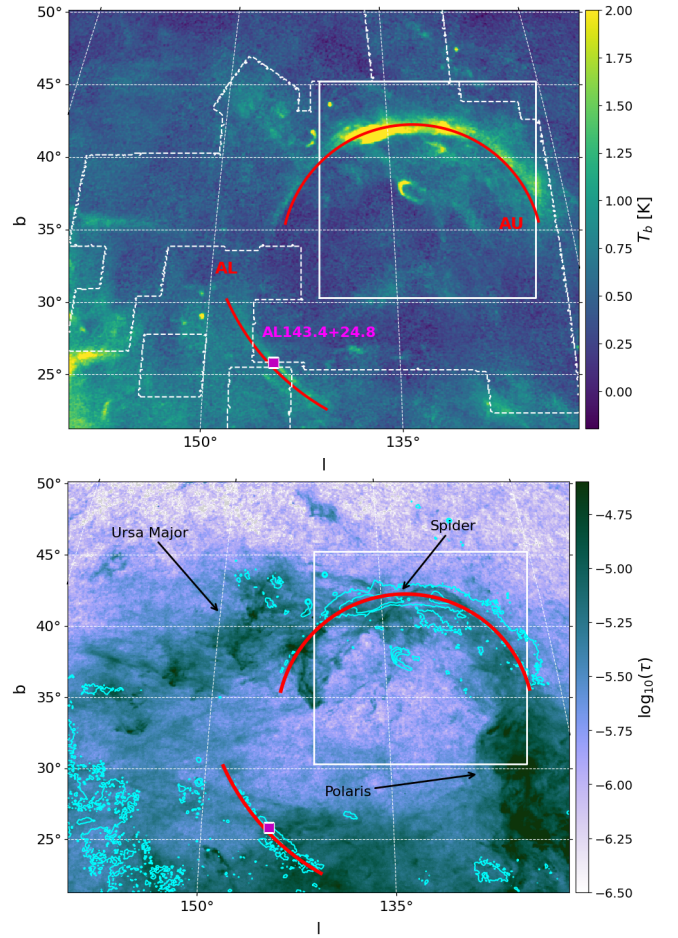 50°
45°
40°
35°
30°
25°
b
AU
AL
AL143.4+24.8
150°
135°
l
2.00
1.75
1.50
1.25
1.00
0.75
0.50
0.25
0.00
T_b [K]
50°
45°
40°
35°
30°
25°
b
Ursa Major
Spider
Polaris
150°
135°
l
−4.75
−5.00
−5.25
−5.50
−5.75
−6.00
−6.25
−6.50
log₁₀(τ)